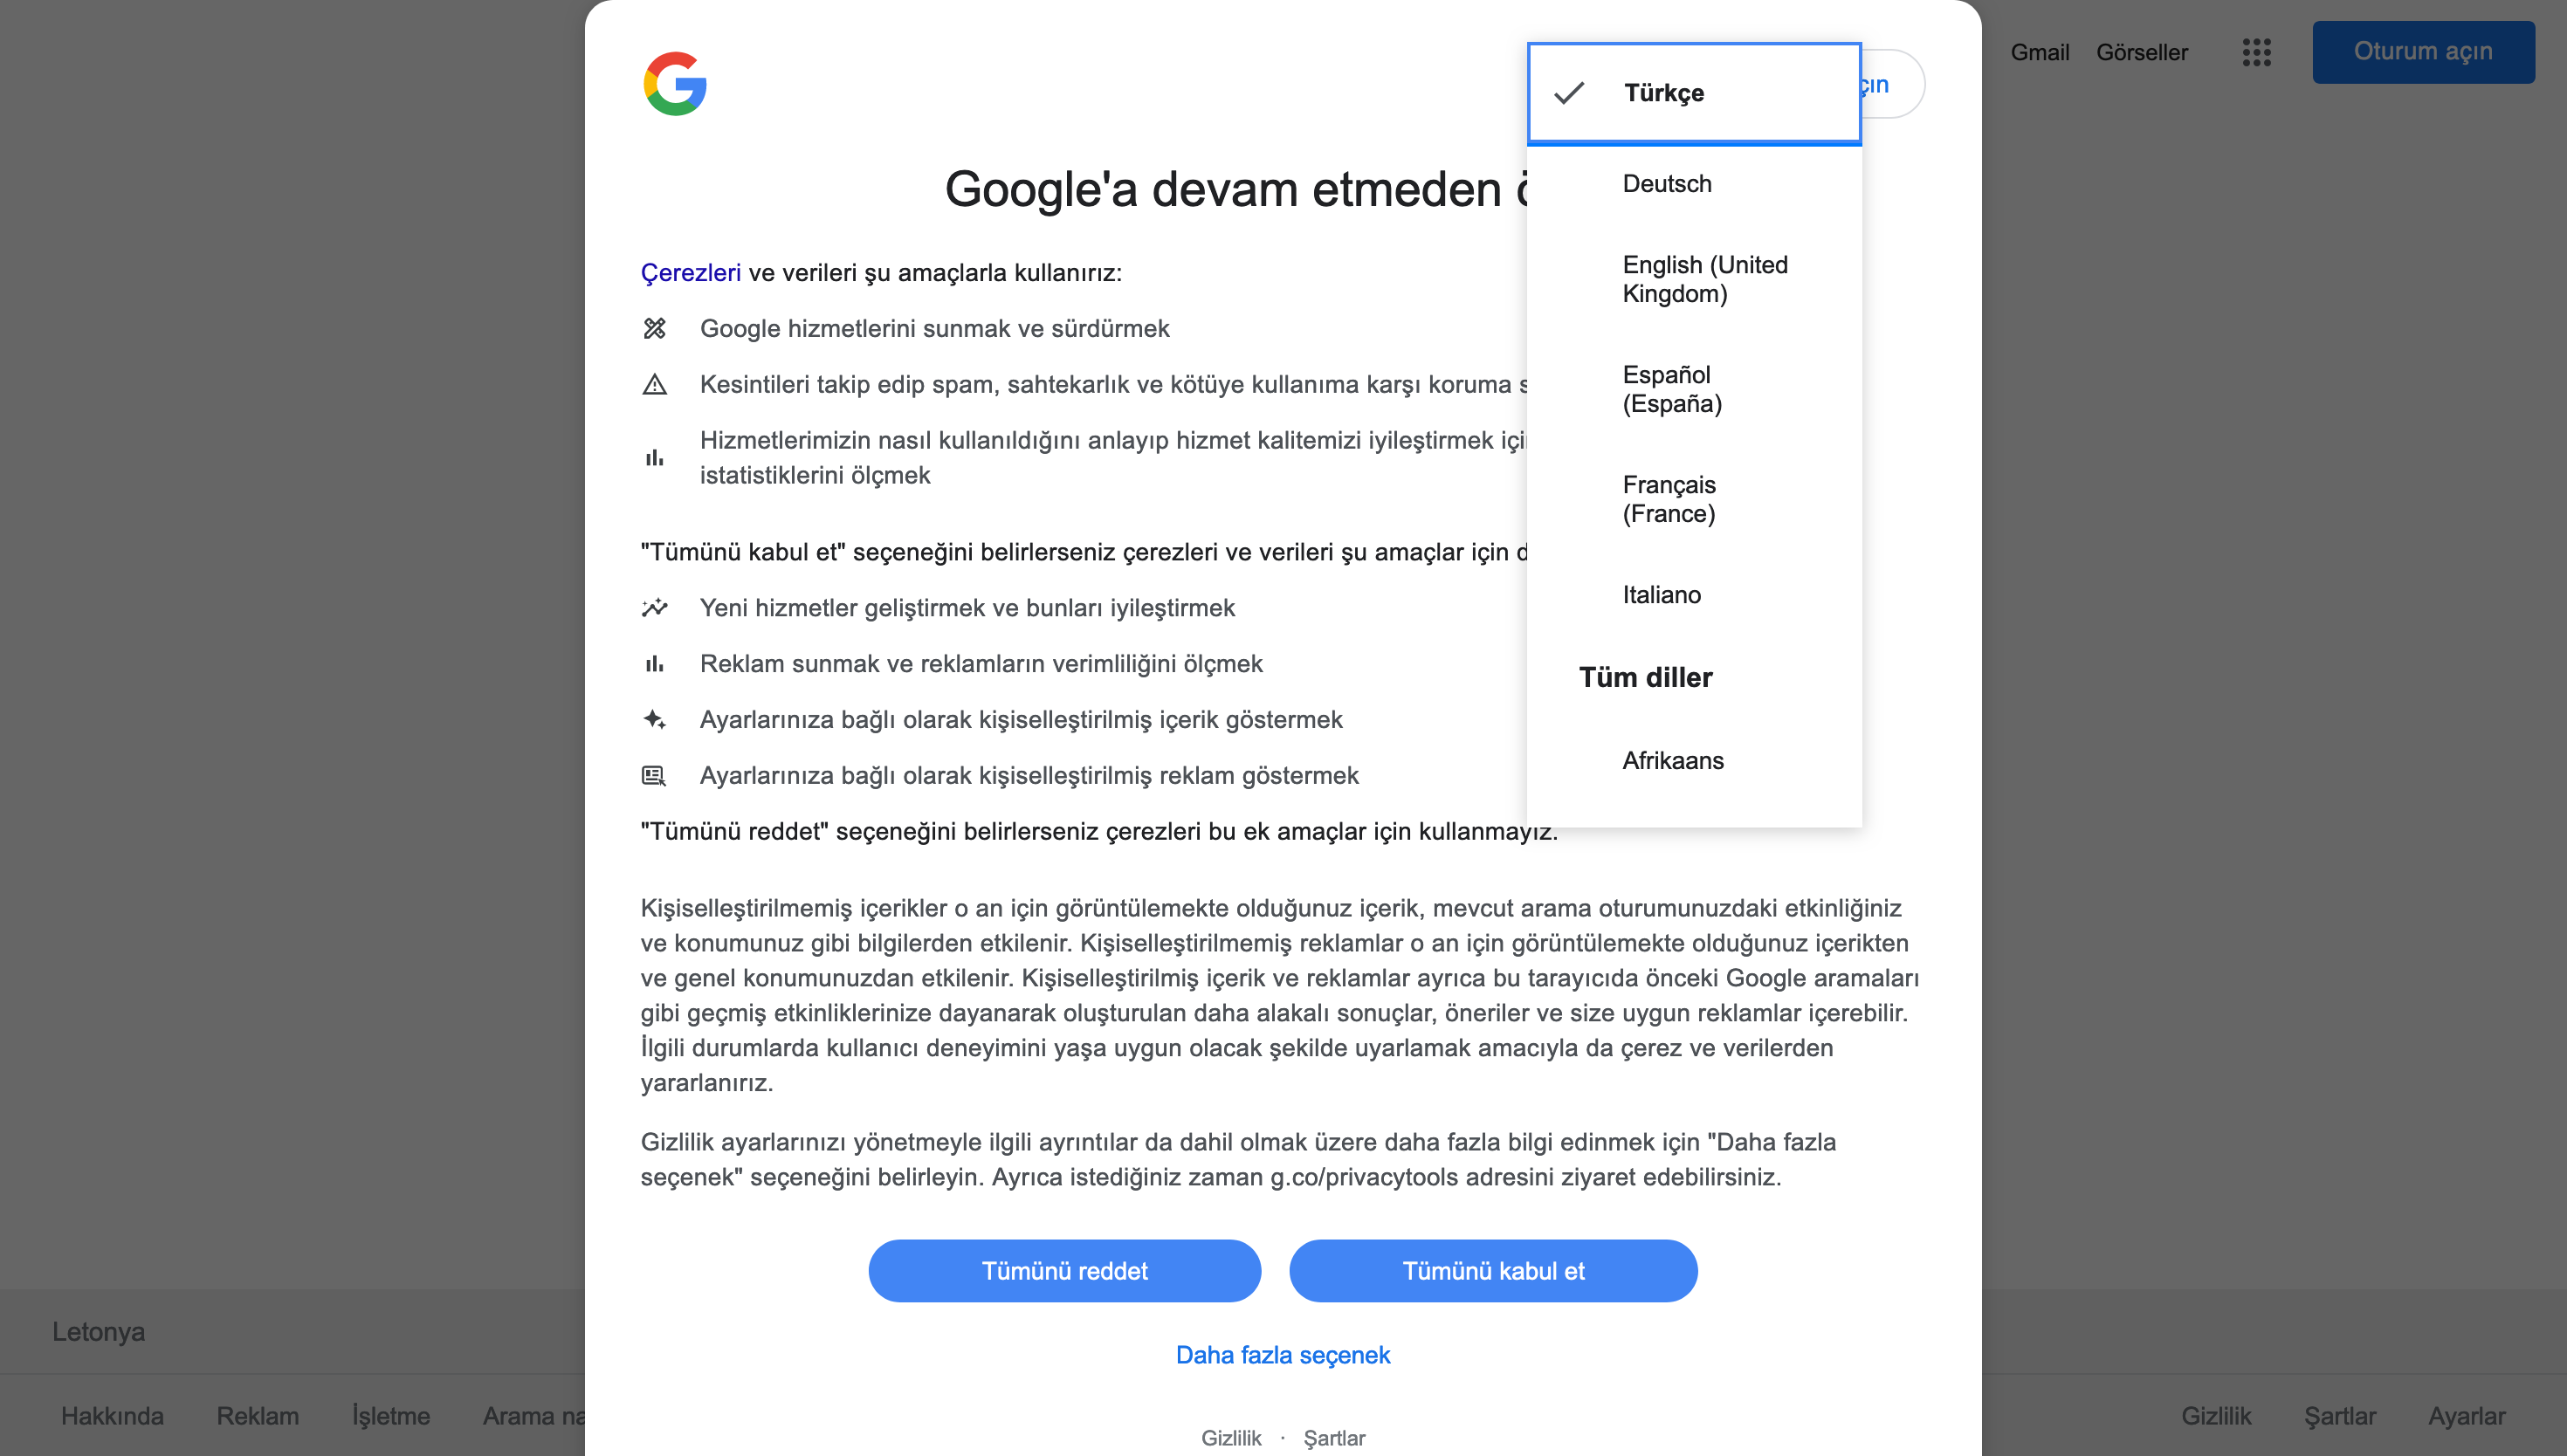 Gmail
Görseller
Oturum açın
Türkçe
Google'a devam etmeden
Deutsch
Çerezleri ve verileri şu amaçlarla kullanırız:
English (United
Kingdom)
Google hizmetlerini sunmak ve sürdürmek
Español
(España)
Kesintileri takip edip spam, sahtekarlık ve kötüye kullanıma karşı koruma
Hizmetlerimizin nasıl kullanıldığını anlayıp hizmet kalitemizi iyileştirmek
istatistiklerini ölçmek
Français
(France)
"Tümünü kabul et" seçeneğini belirlerseniz çerezleri ve verileri şu amaçlar için
Yeni hizmetler geliştirmek ve bunları iyileştirmek
Italiano
Reklam sunmak ve reklamların verimliliğini ölçmek
Tüm diller
Ayarlarınıza bağlı olarak kişiselleştirilmiş içerik göstermek
Afrikaans
Ayarlarınıza bağlı olarak kişiselleştirilmiş reklam göstermek
"Tümünü reddet" seçeneğini belirlerseniz çerezleri bu ek amaçlar için kullanmayız.
Kişiselleştirilmemiş içerikler o an için görüntülemekte olduğunuz içerik, mevcut arama oturumunuzdaki etkinliğiniz
ve konumunuz gibi bilgilerden etkilenir. Kişiselleştirilmemiş reklamlar o an için görüntülemekte olduğunuz içerikten
ve genel konumunuzdan etkilenir. Kişiselleştirilmiş içerik ve reklamlar ayrıca bu tarayıcıda önceki Google aramaları
gibi geçmiş etkinliklerinize dayanarak oluşturulan daha alakalı sonuçlar, öneriler ve size uygun reklamlar içerebilir.
İlgili durumlarda kullanıcı deneyimini yaşa uygun olacak şekilde uyarlamak amacıyla da çerez ve verilerden
yararlanırız.
Gizlilik ayarlarınızı yönetmeyle ilgili ayrıntılar da dahil olmak üzere daha fazla bilgi edinmek için "Daha fazla
seçenek" seçeneğini belirleyin. Ayrıca istediğiniz zaman g.co/privacytools adresini ziyaret edebilirsiniz.
Tümünü reddet
Tümünü kabul et
Letonya
Daha fazla seçenek
Hakkında
Reklam
İşletme
Arama
Gizlilik
Şartlar
Ayarlar
Gizlilik · Şartlar